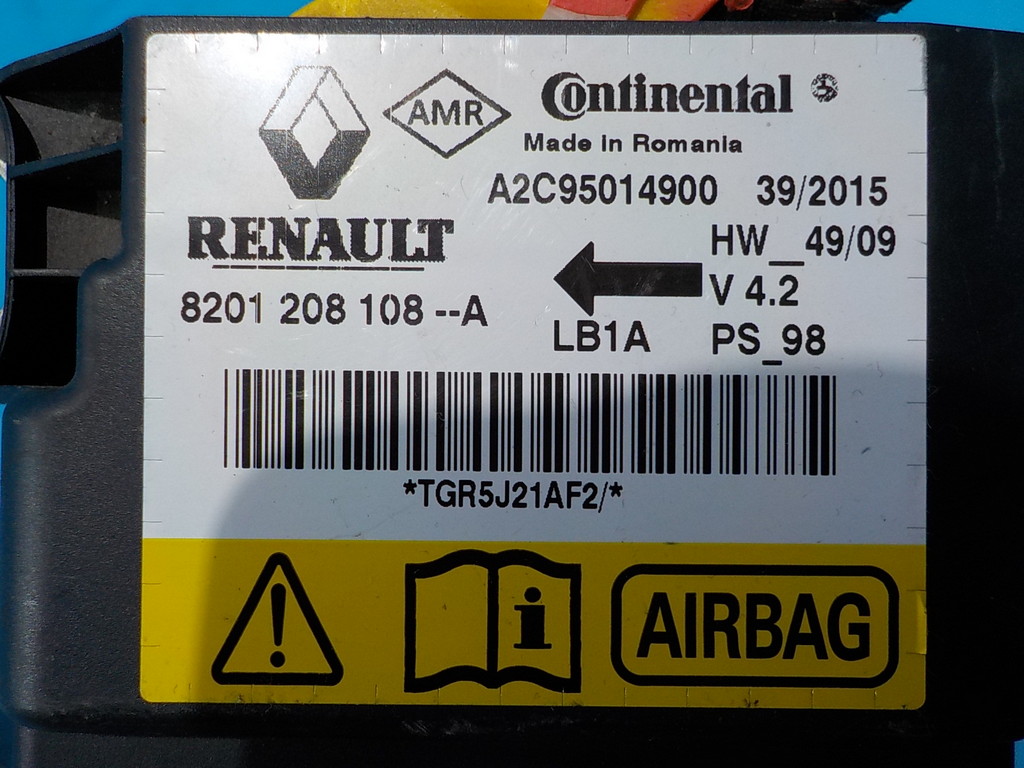 AMR
Continental
Made in Romania
A2C95014900 39/2015
RENAULT
HW__49/09
8201 208 108 --A
V 4.2
LB1A PS_98
*TGR5J21AF2/*
AIRBAG